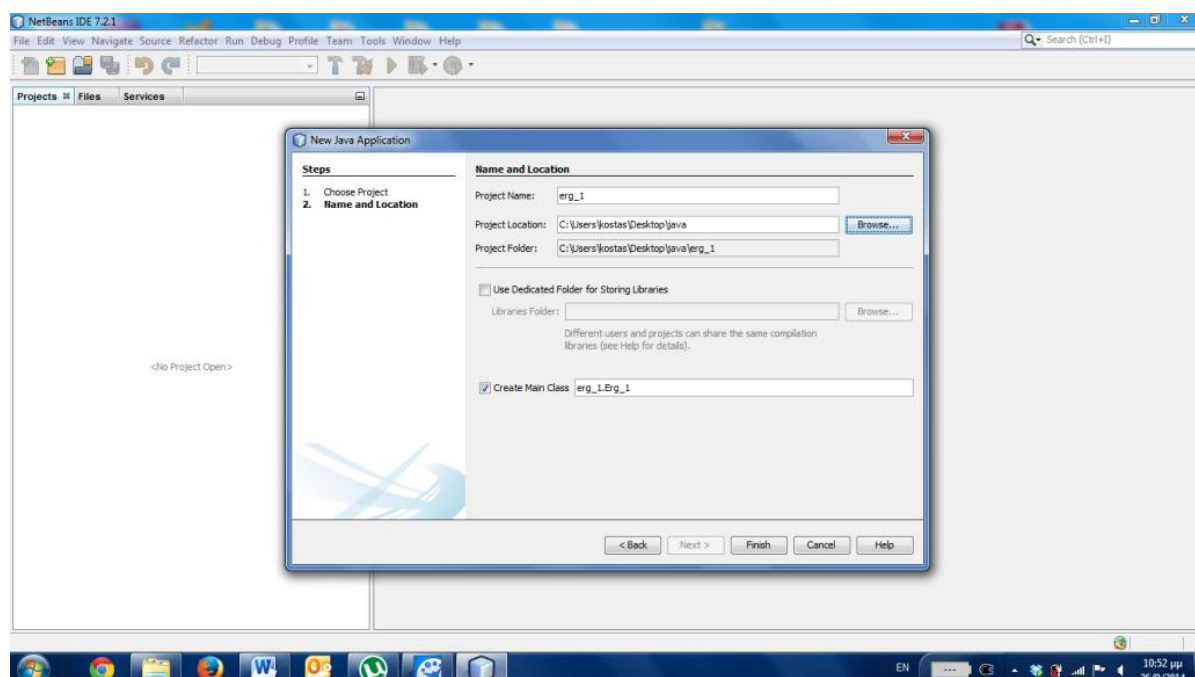 NetBeans IDE 7.2.1
File Edit View Navigate Source Refactor Run Debug Profile Team Tools Window Help
Search (Ctrl+I)
Projects Files Services
<No Project Open>
New Java Application
Steps
1. Choose Project
2. Name and Location
Name and Location
Project Name: erg_1
Project Location: C:\Users\kostas\Desktop\java Browse...
Project Folder: C:\Users\kostas\Desktop\java\erg_1
Use Dedicated Folder for Storing Libraries
Libraries Folder: Browse...
Different users and projects can share the same compilation
libraries (see Help for details).
Create Main Class erg_1.Erg_1
< Back Next > Finish Cancel Help
EN
10:52 μμ
26/9/2014